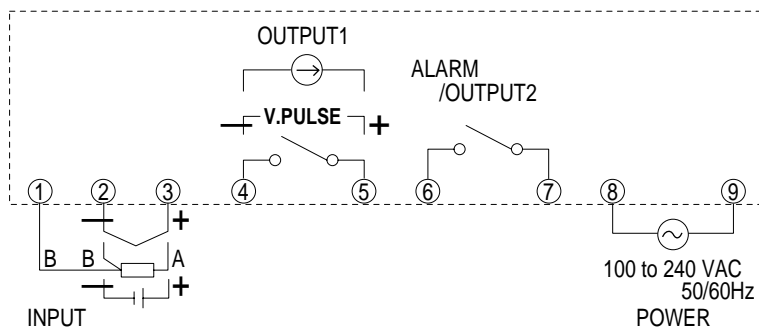 OUTPUT1
ALARM
/OUTPUT2
− V.PULSE +
1 2 3 4 5 6 7 8 9
− +
B B A
− +
100 to 240 VAC
50/60Hz
INPUT
POWER